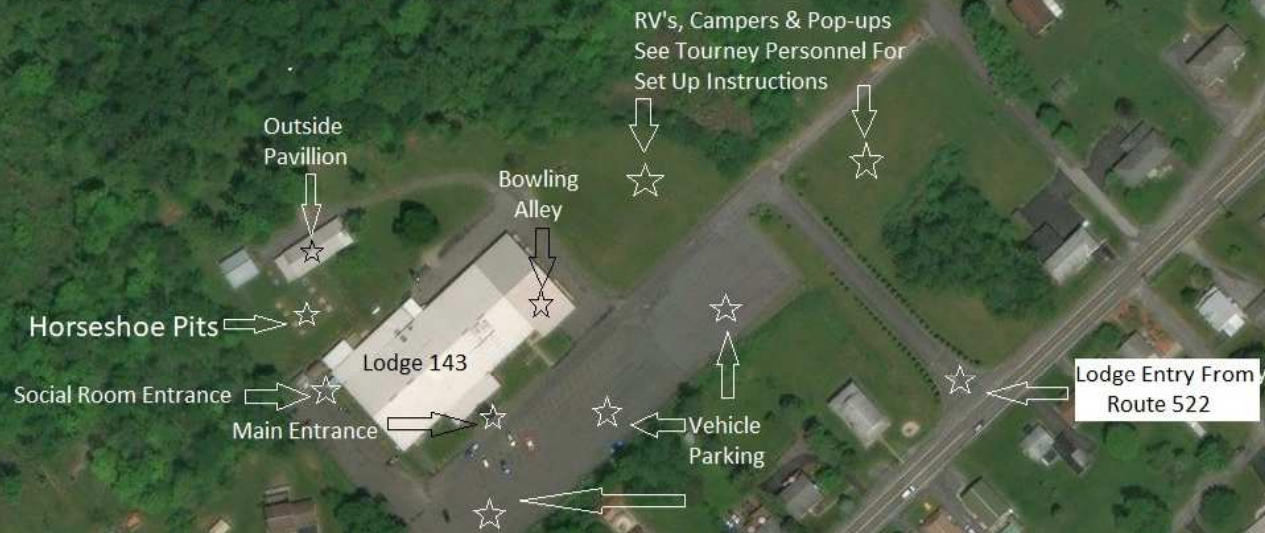 RV's, Campers & Pop-ups
See Tourney Personnel For
Set Up Instructions
Outside
Pavillion
Bowling
Alley
Horseshoe Pits
Lodge 143
Social Room Entrance
Main Entrance
Vehicle
Parking
Lodge Entry From
Route 522